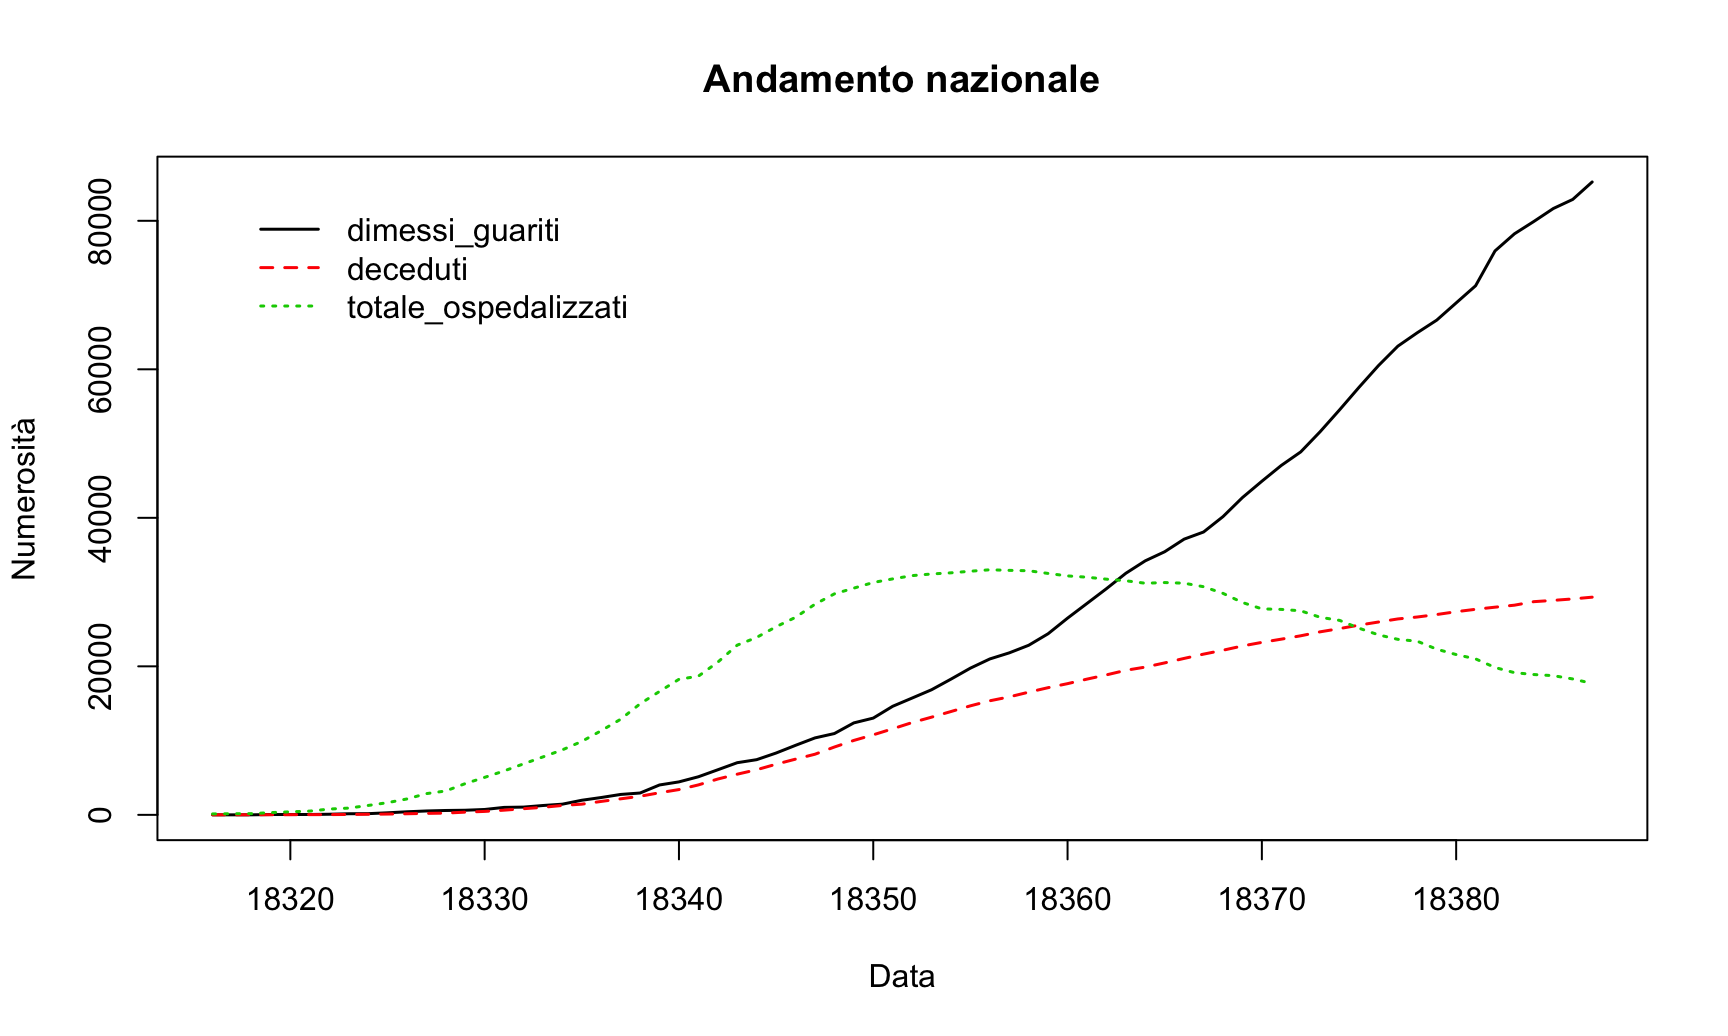 Andamento nazionale
dimessi_guariti
deceduti
totale_ospedalizzati
Numerosità
80000
60000
40000
20000
0
18320 18330 18340 18350 18360 18370 18380
Data